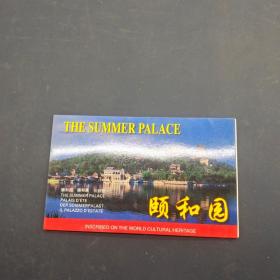 THE SUMMER PALACE
THE SUMMER PALACE
PALAIS D'ÉTÉ
DER SOMMERPALAST
IL PALAZZO D'ESTATE
颐和园
INSCRIBED ON THE WORLD CULTURAL HERITAGE